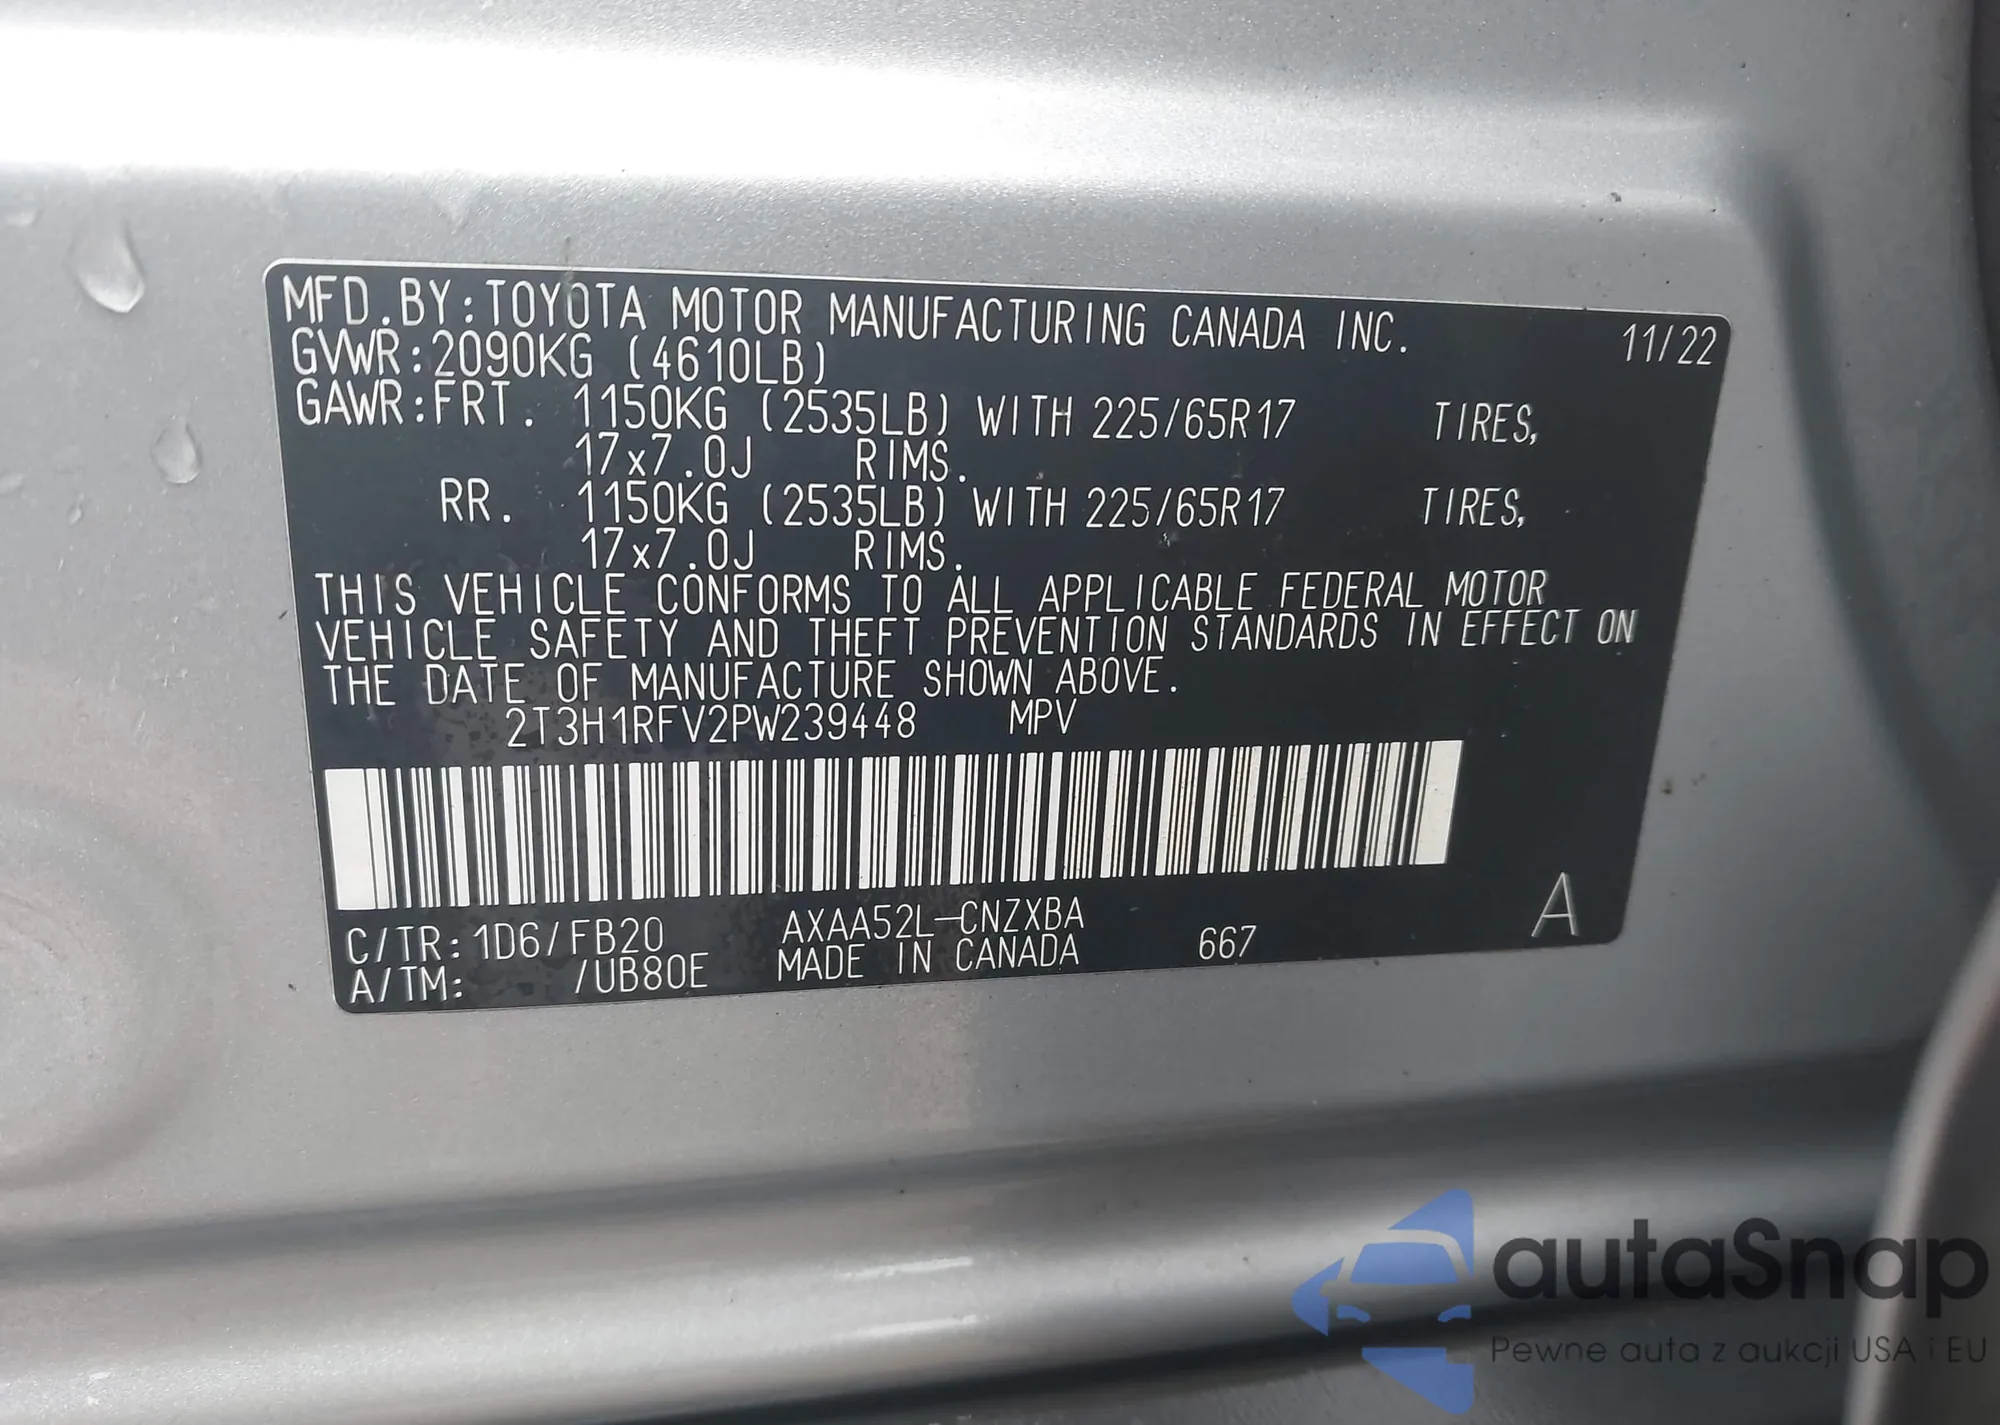 MFD.BY:TOYOTA MOTOR MANUFACTURING CANADA INC. 11/22
GVWR:2090KG (4610LB)
GAWR:FRT. 1150KG (2535LB) WITH 225/65R17 TIRES,
17x7.0J RIMS.
RR. 1150KG (2535LB) WITH 225/65R17 TIRES,
17x7.0J RIMS.
THIS VEHICLE CONFORMS TO ALL APPLICABLE FEDERAL MOTOR
VEHICLE SAFETY AND THEFT PREVENTION STANDARDS IN EFFECT ON
THE DATE OF MANUFACTURE SHOWN ABOVE.
2T3H1RFV2PW239448 MPV
C/TR:1D6/FB20 AXAA52L-CNZXBA
A/TM: /UB80E MADE IN CANADA 667 A
autaSnap
Pewne auta z aukcji USA i EU